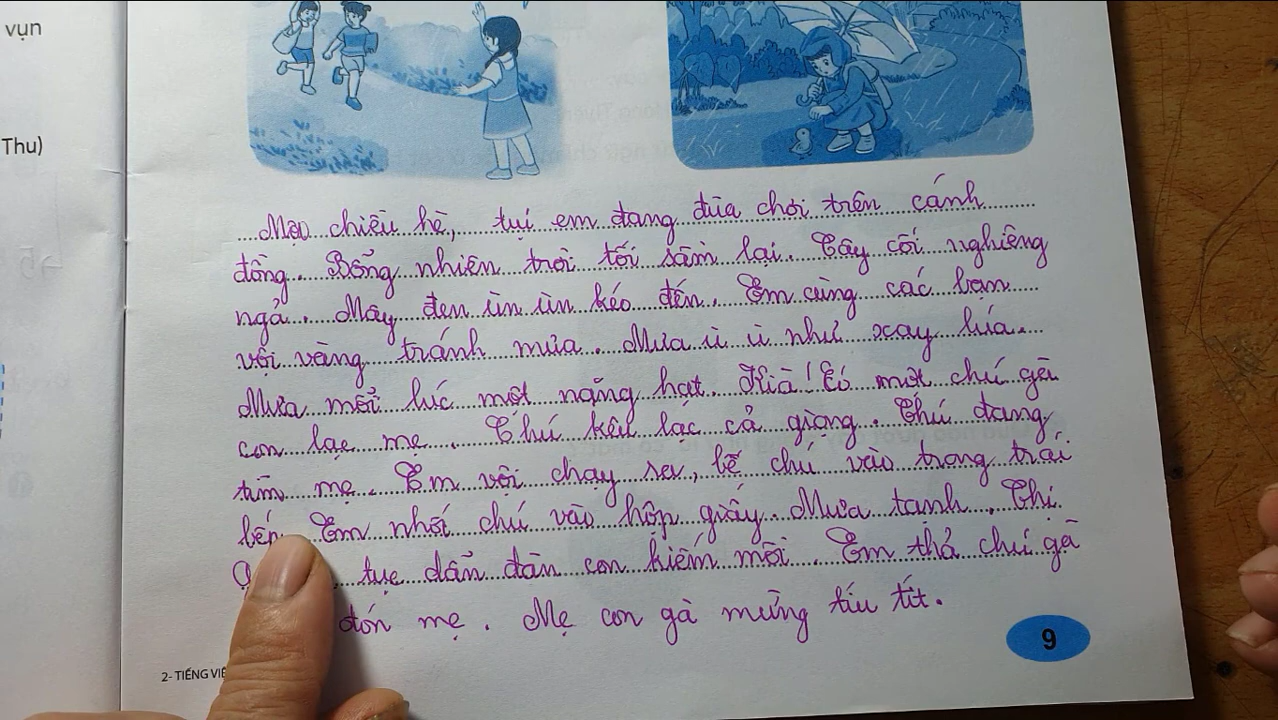 vụn
Thu)
Một chiều hè, tụi em đang đùa chơi trên cánh
đồng. Bỗng nhiên trời tối sầm lại. Cây cối nghiêng
ngả. Mây đen ùn ùn kéo đến. Em cùng các bạn
vội vàng tránh mưa. Mưa ù ù như xay lúa.
Mưa mỗi lúc một nặng hạt. Kìa! Có một chú gà
con lạc mẹ. Chú kêu lạc cả giọng. Chú đang
tìm mẹ. Em vội chạy ra, bế chú vào trong trái
bếp. Em nhốt chú vào hộp giấy. Mưa tạnh. Chị
tục dẫn đàn con kiếm mồi. Em thả chú gà
đón mẹ. Mẹ con gà mừng tíu tít.
2- TIẾNG VIỆ
9